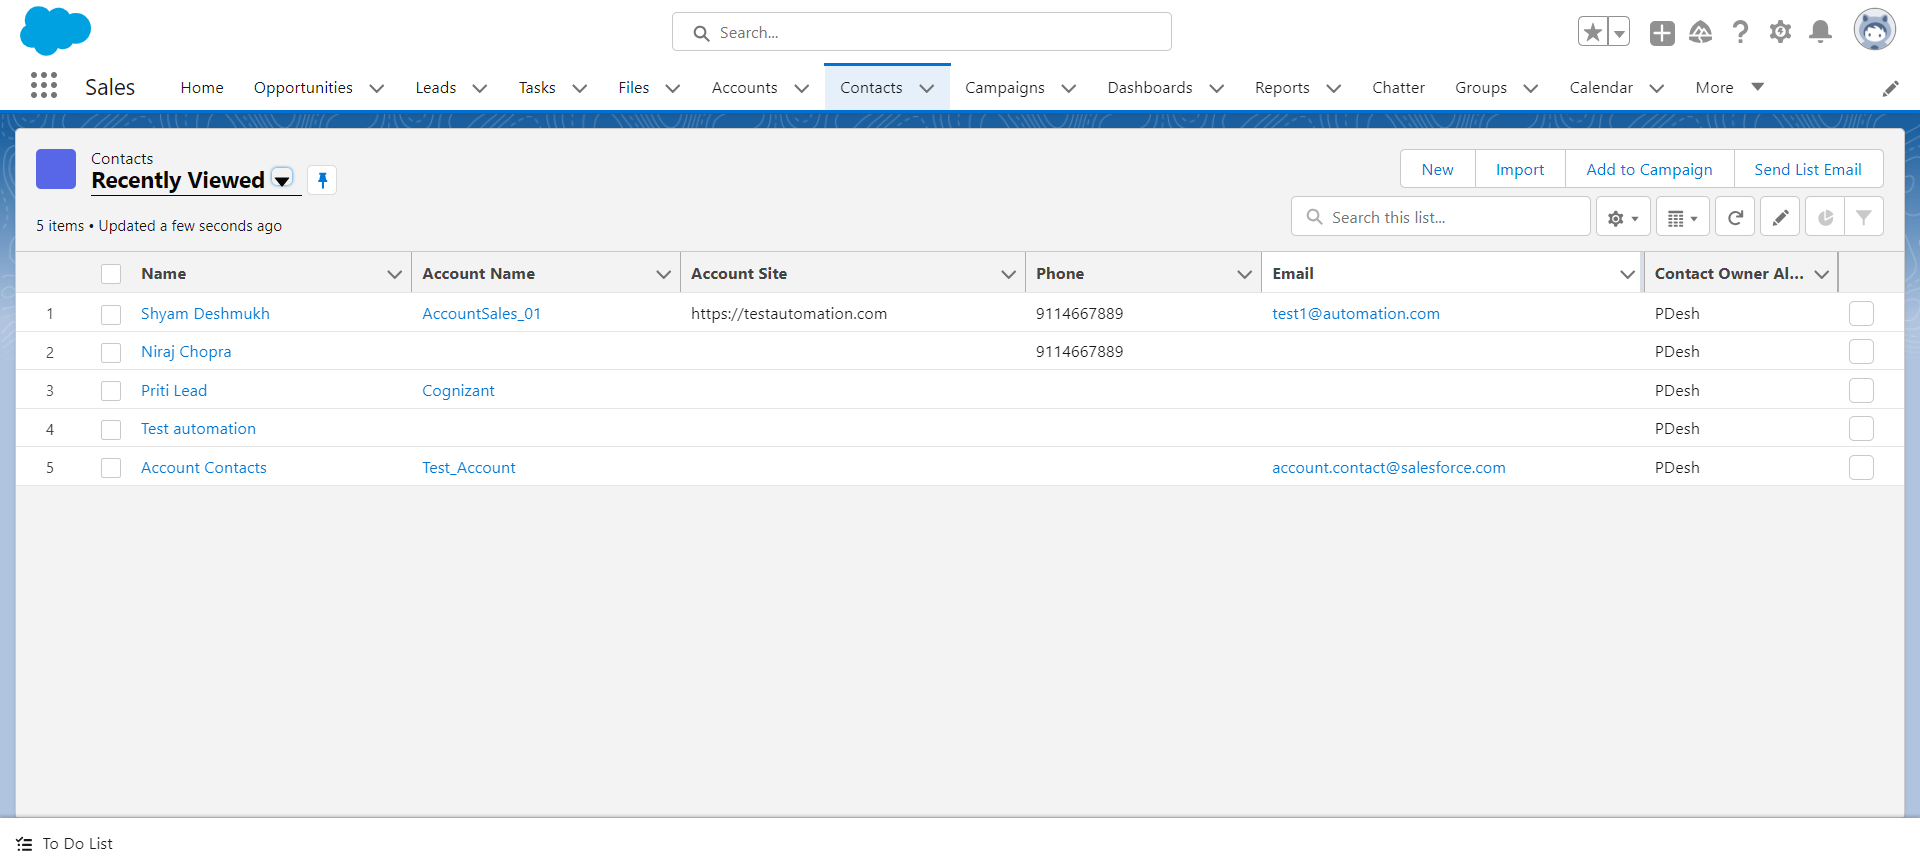 Search...
Sales Home Opportunities Leads Tasks Files Accounts Contacts Campaigns Dashboards Reports Chatter Groups Calendar More
Contacts
Recently Viewed
New Import Add to Campaign Send List Email
5 items • Updated a few seconds ago
Search this list...
Name Account Name Account Site Phone Email Contact Owner Al...
1 Shyam Deshmukh AccountSales_01 https://testautomation.com 9114667889 test1@automation.com PDesh
2 Niraj Chopra 9114667889 PDesh
3 Priti Lead Cognizant PDesh
4 Test automation PDesh
5 Account Contacts Test_Account account.contact@salesforce.com PDesh
To Do List